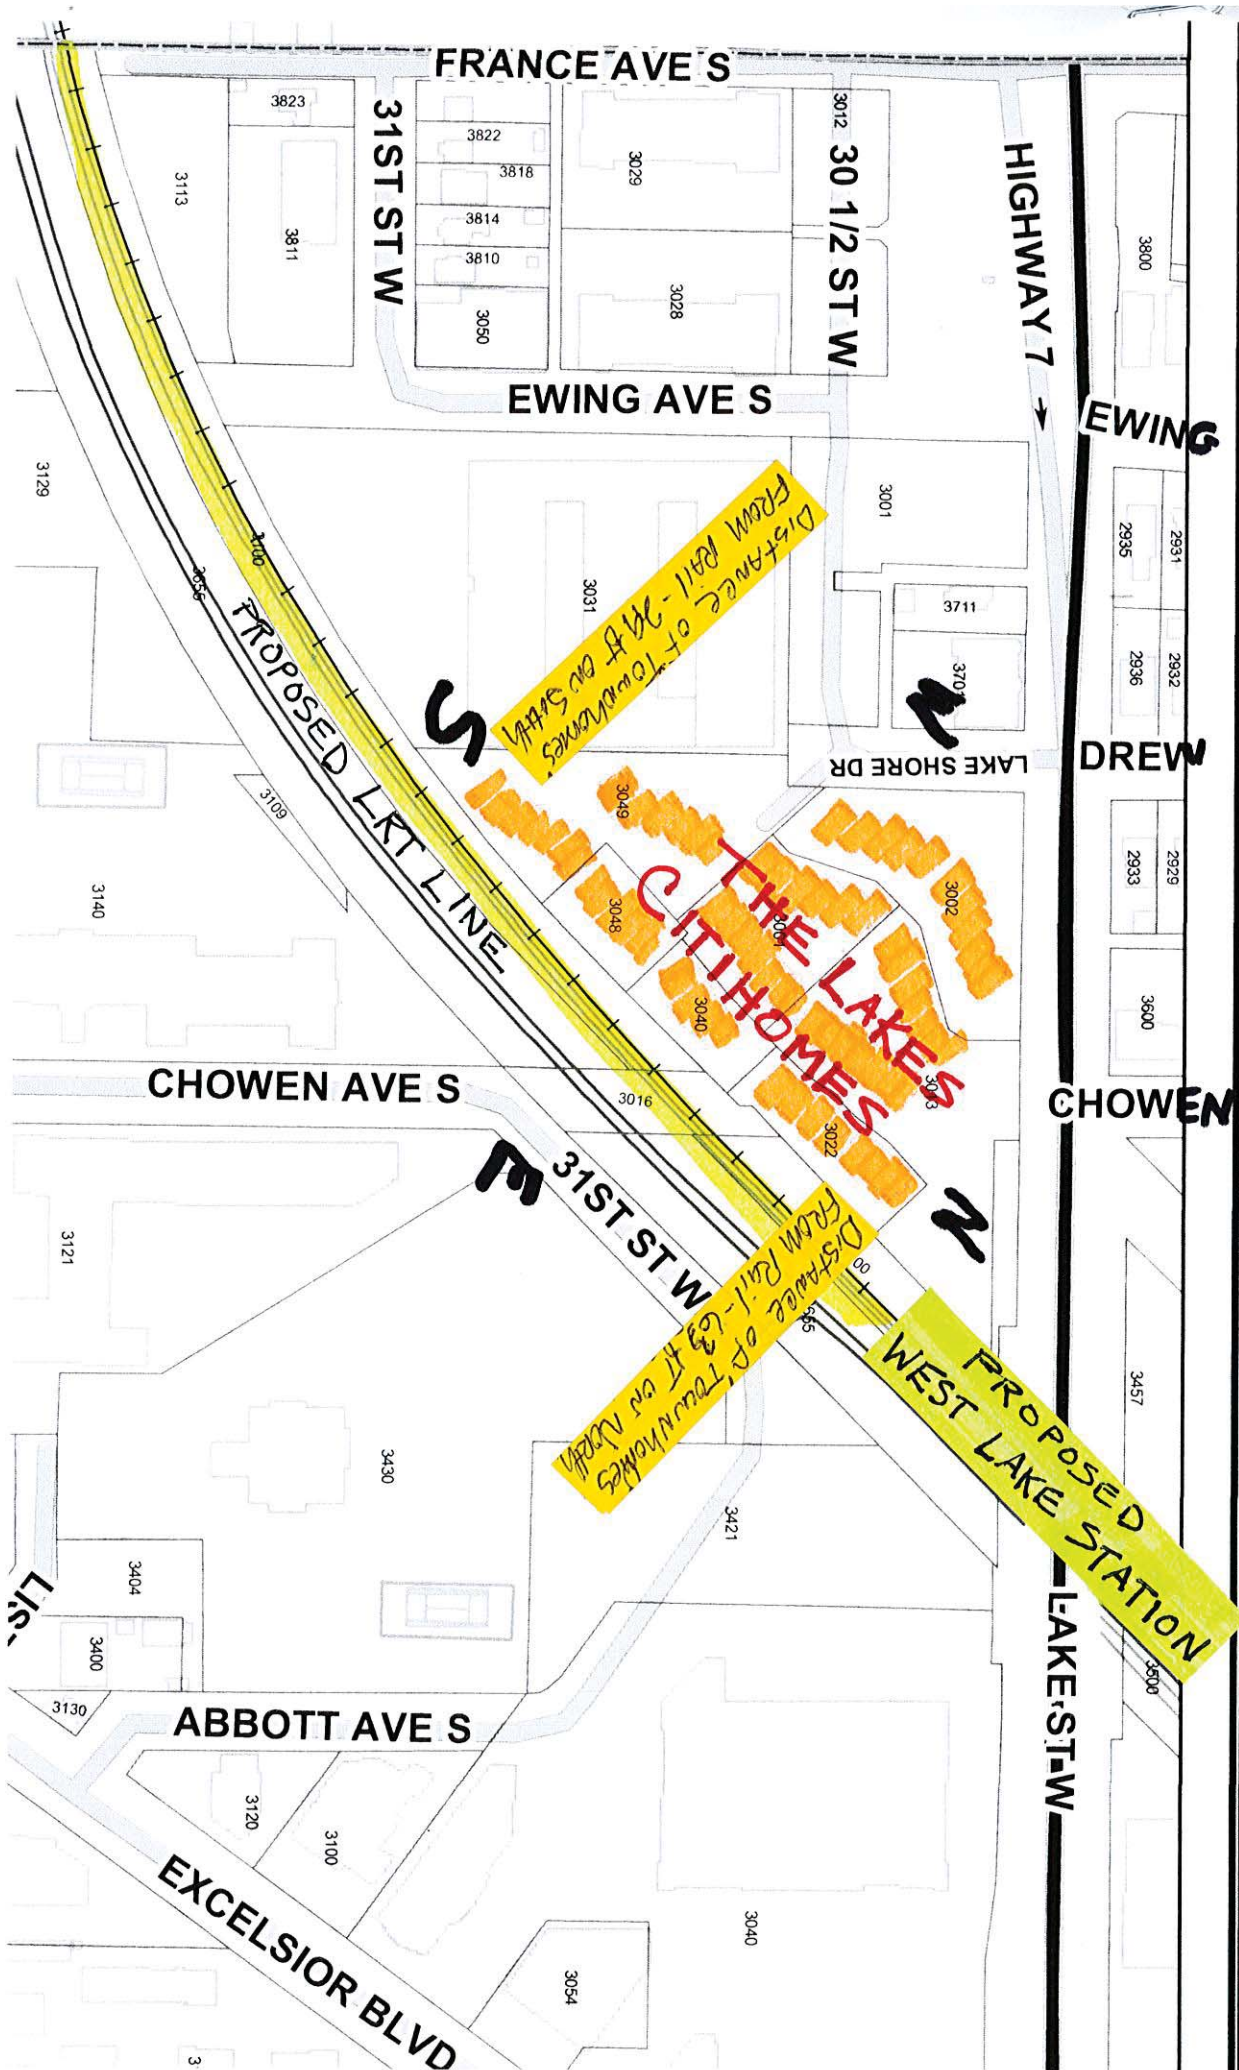 FRANCE AVE S
3823
3822
3818
3814
3810
3050
3113
3811
31ST ST W
3029
3028
3012
30 1/2 ST W
HIGHWAY 7
3800
EWING AVE S
EWING
3129
3100
3031
3001
3711
2935
2931
2936
2932
Distance of Townhomes
FROM RAIL - on South
S
LAKE SHORE DR
DREW
PROPOSED LRT LINE
3109
3140
3049
3048
3040
3002
3022
2933
2929
3600
THE LAKES
CITIHOMES
CHOWEN AVE S
3016
CHOWEN
E
31ST ST W
N
Distance of Townhomes
FROM Rail - 63 FT on North
PROPOSED
WEST LAKE STATION
3121
3430
3421
3457
3404
3400
3130
3500
LAKE ST W
ABBOTT AVE S
3120
3100
3040
3054
EXCELSIOR BLVD